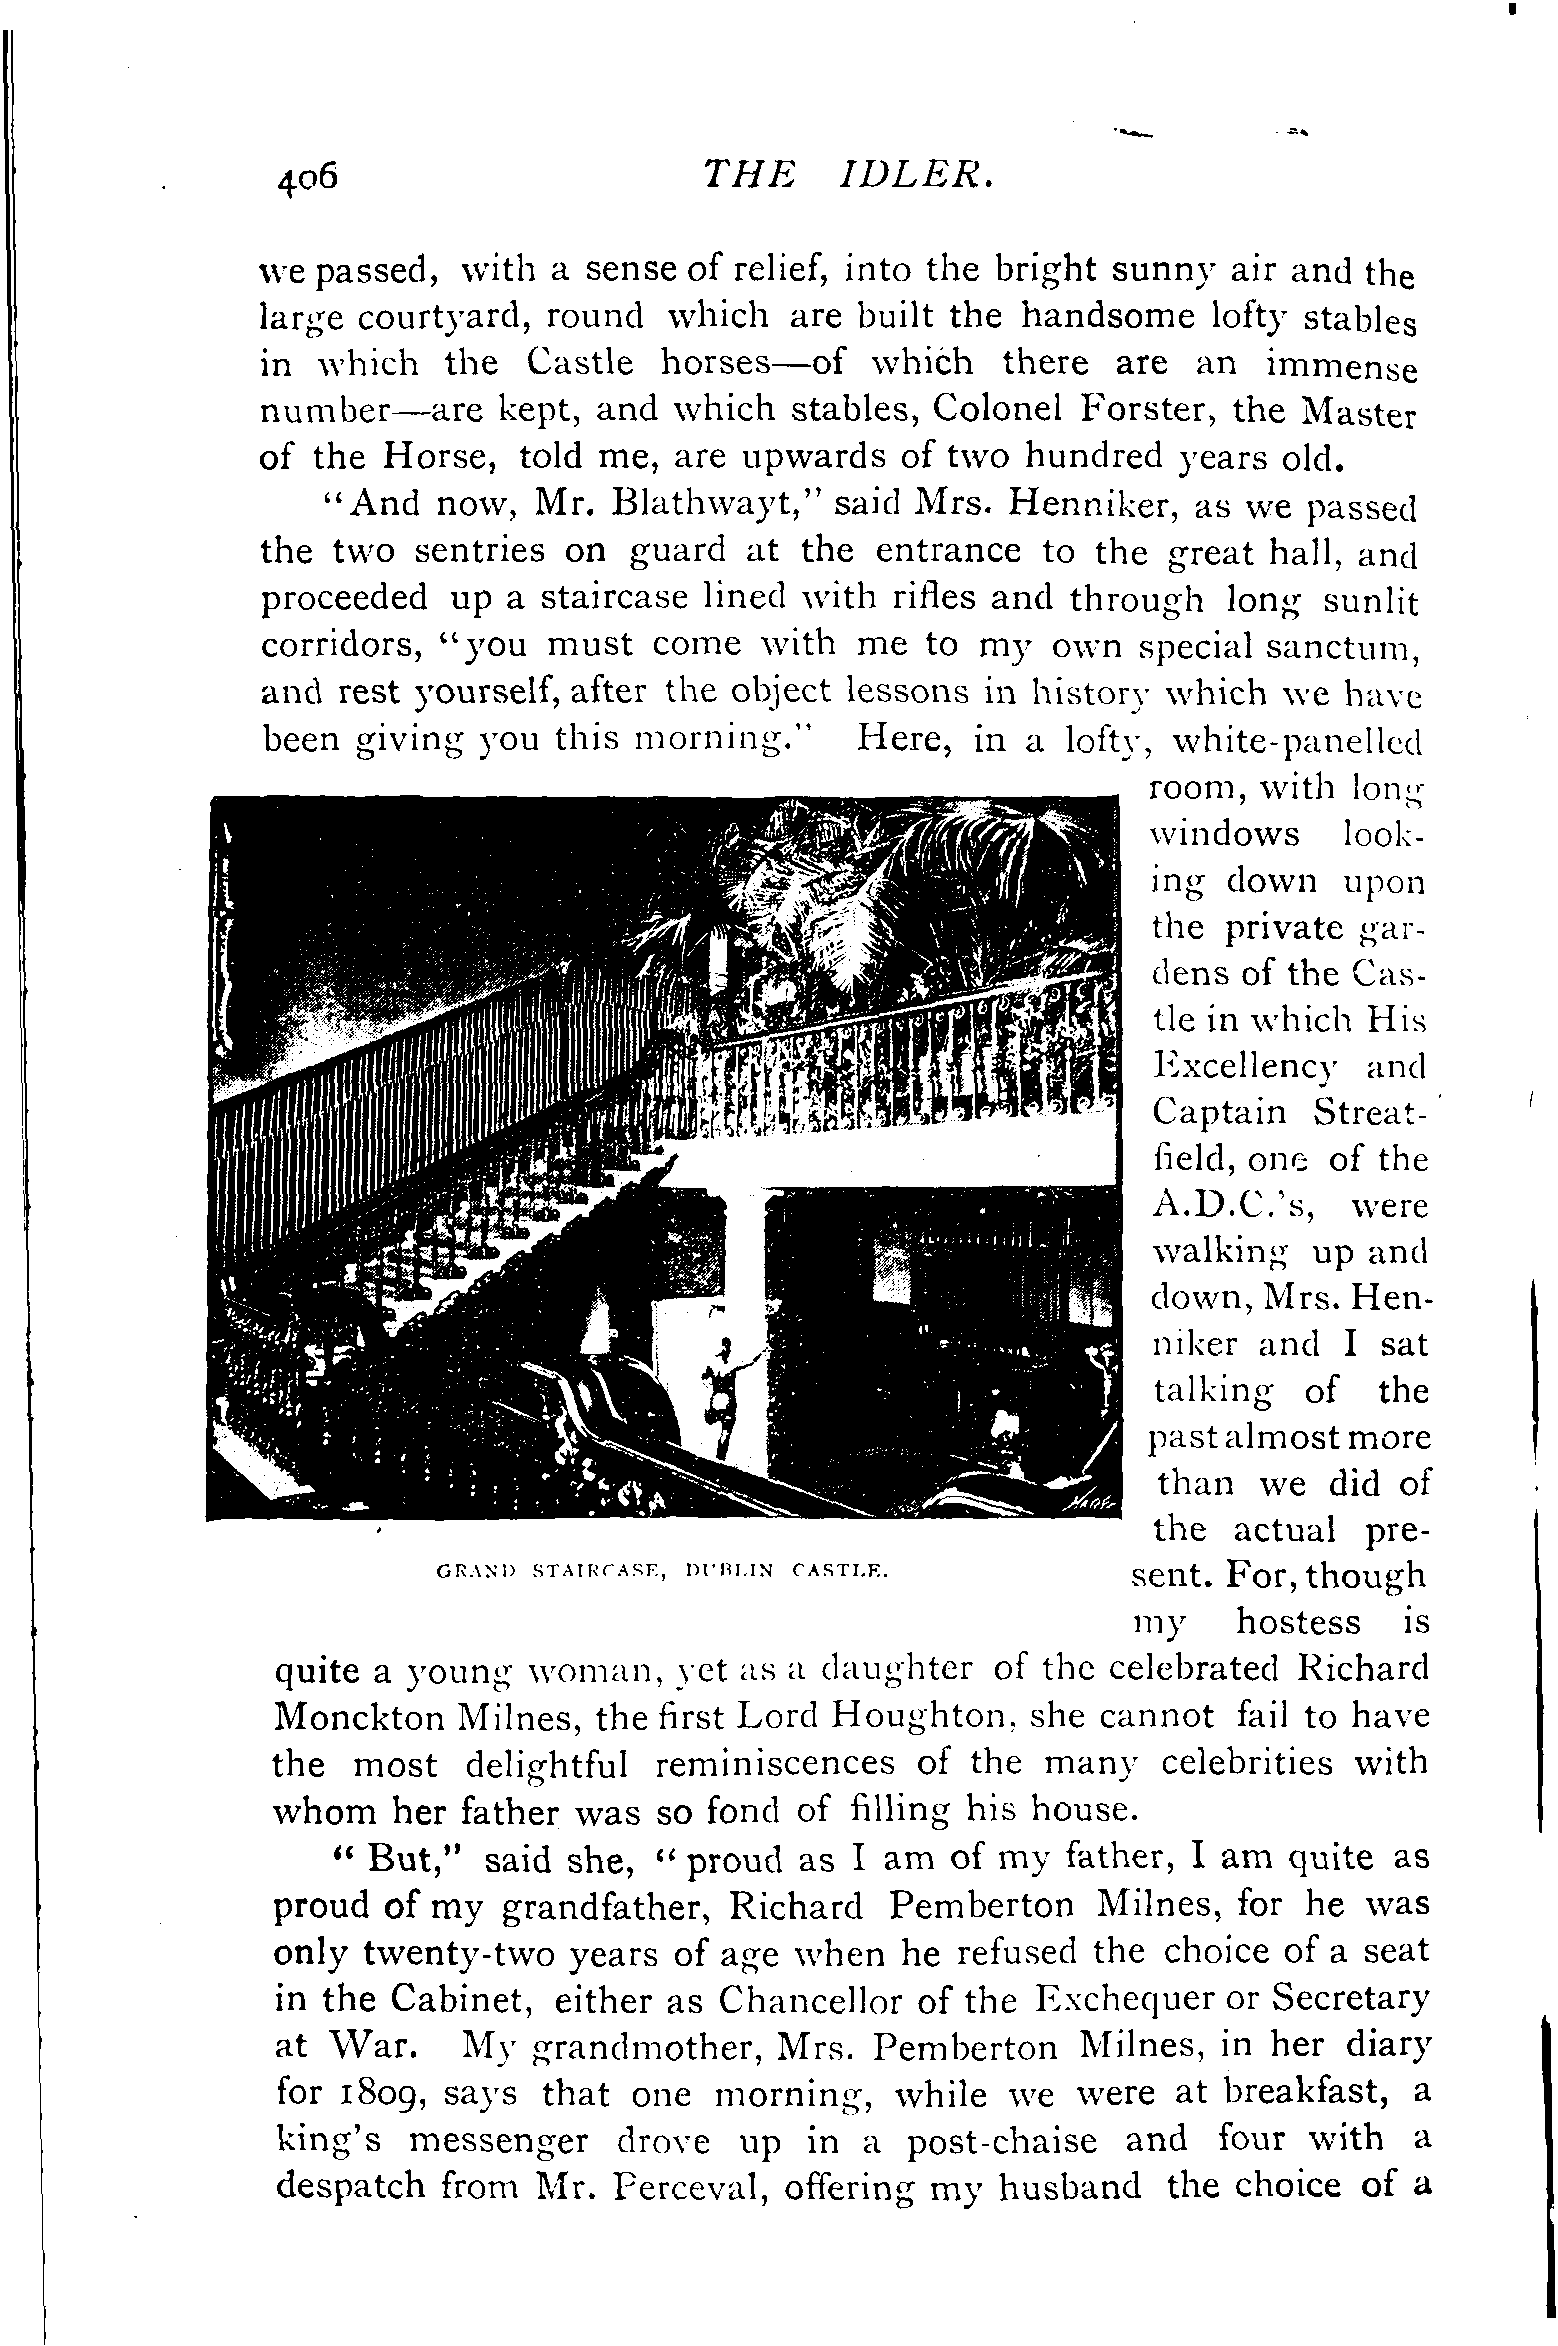 406 THE IDLER.
we passed, with a sense of relief, into the bright sunny air and the
large courtyard, round which are built the handsome lofty stables
in which the Castle horses—of which there are an immense
number—are kept, and which stables, Colonel Forster, the Master
of the Horse, told me, are upwards of two hundred years old.
"And now, Mr. Blathwayt," said Mrs. Henniker, as we passed
the two sentries on guard at the entrance to the great hall, and
proceeded up a staircase lined with rifles and through long sunlit
corridors, "you must come with me to my own special sanctum,
and rest yourself, after the object lessons in history which we have
been giving you this morning." Here, in a lofty, white-panelled
room, with long
windows look-
ing down upon
the private gar-
dens of the Cas-
tle in which His
Excellency and
Captain Streat-
field, one of the
A.D.C.'s, were
walking up and
down, Mrs. Hen-
niker and I sat
talking of the
past almost more
than we did of
the actual pre-
sent. For, though
my hostess is
GRAND STAIRCASE, DUBLIN CASTLE.
quite a young woman, yet as a daughter of the celebrated Richard
Monckton Milnes, the first Lord Houghton, she cannot fail to have
the most delightful reminiscences of the many celebrities with
whom her father was so fond of filling his house.
"But," said she, "proud as I am of my father, I am quite as
proud of my grandfather, Richard Pemberton Milnes, for he was
only twenty-two years of age when he refused the choice of a seat
in the Cabinet, either as Chancellor of the Exchequer or Secretary
at War. My grandmother, Mrs. Pemberton Milnes, in her diary
for 1809, says that one morning, while we were at breakfast, a
king's messenger drove up in a post-chaise and four with a
despatch from Mr. Perceval, offering my husband the choice of a